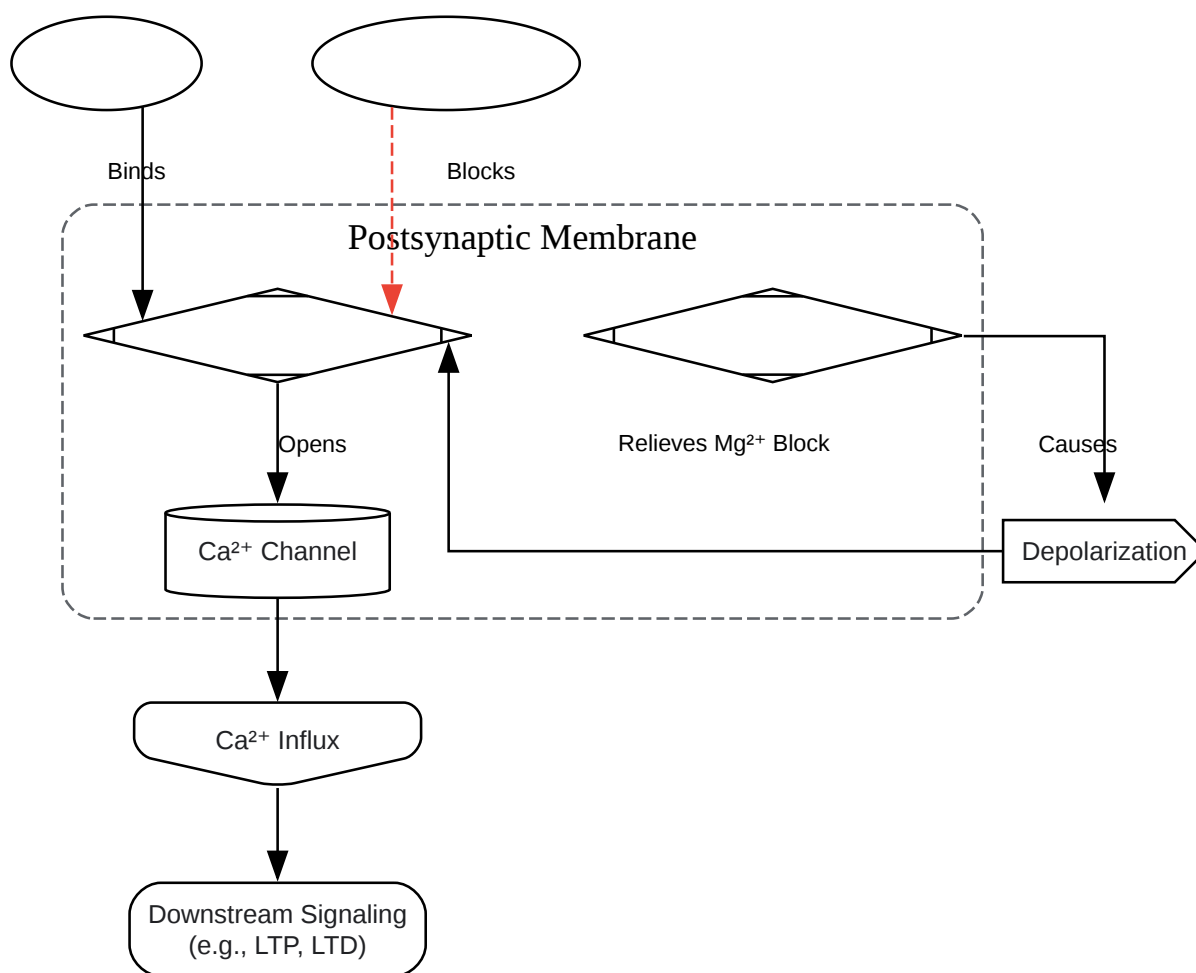 Binds
Blocks
Postsynaptic Membrane
Opens
Relieves Mg²⁺ Block
Causes
Ca²⁺ Channel
Depolarization
Ca²⁺ Influx
Downstream Signaling
(e.g., LTP, LTD)